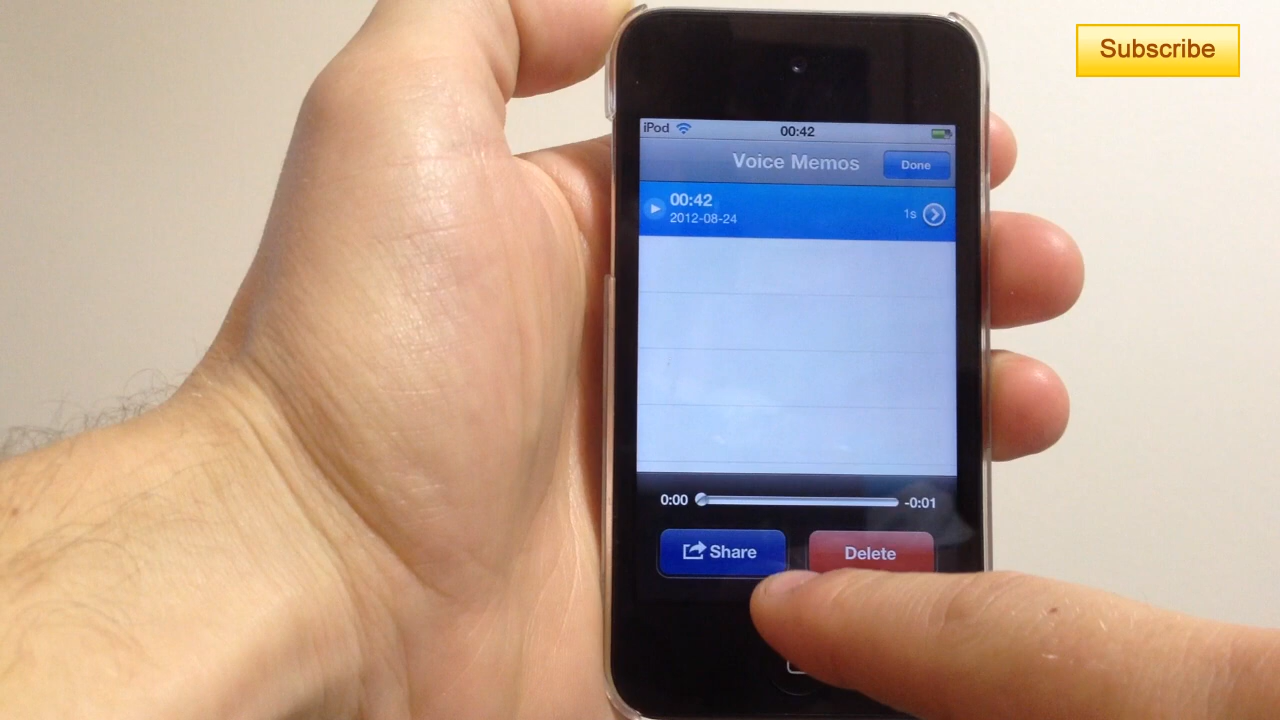 Subscribe
iPod 00:42
Voice Memos Done
00:42
2012-08-24 1s
0:00 -0:01
Share Delete